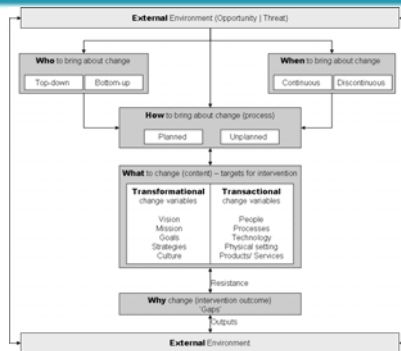 External Environment (Opportunity | Threat)
Who to bring about change
Top-down
Bottom-up
When to bring about change
Continuous
Discontinuous
How to bring about change (process)
Planned
Unplanned
What to change (content) – targets for intervention
Transformational
change variables
Vision
Mission
Goals
Strategies
Culture
Transactional
change variables
People
Processes
Technology
Physical setting
Products/ Services
Resistance
Why change (intervention outcome)
'Gaps'
Outputs
External Environment